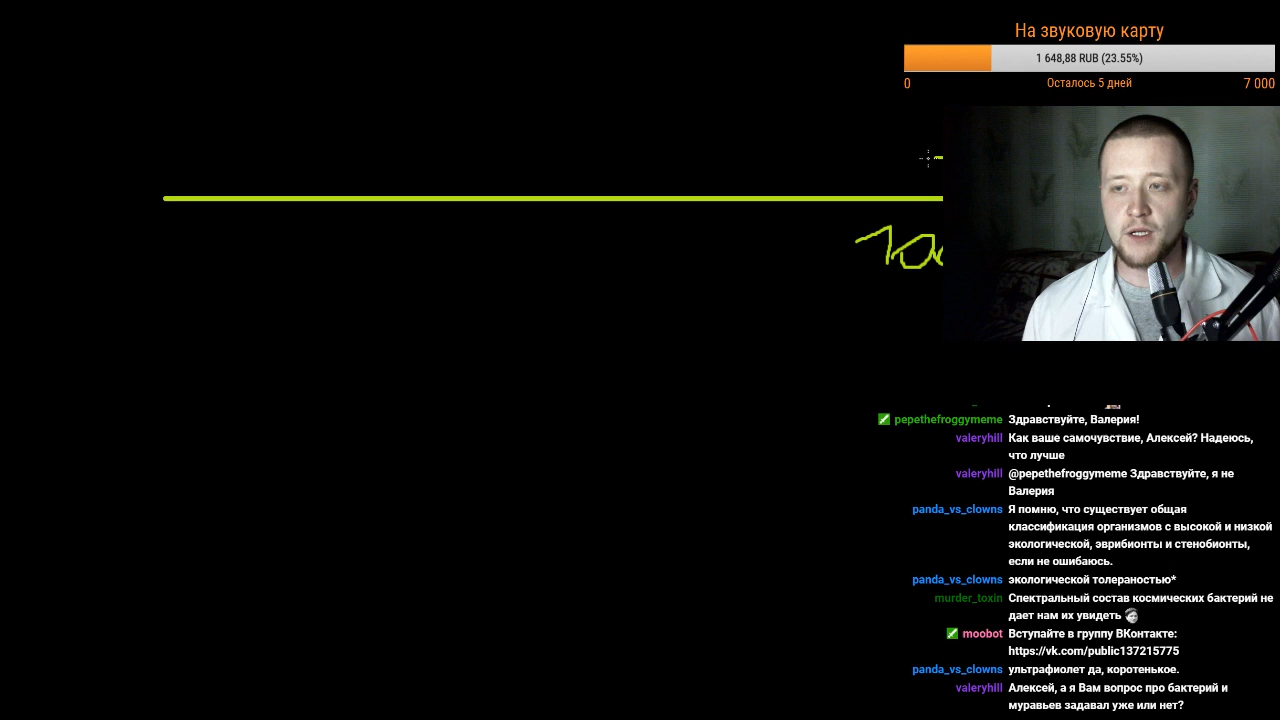 На звуковую карту
1 648,88 RUB (23.55%)
0 Осталось 5 дней 7 000
pepethefroggymeme Здравствуйте, Валерия!
valeryhill Как ваше самочувствие, Алексей? Надеюсь,
что лучше
valeryhill @pepethefroggymeme Здравствуйте, я не
Валерия
panda_vs_clowns Я помню, что существует общая
классификация организмов с высокой и низкой
экологической, эврибионты и стенобионты,
если не ошибаюсь.
panda_vs_clowns экологической толераностью*
murder_toxin Спектральный состав космических бактерий не
дает нам их увидеть
moobot Вступайте в группу ВКонтакте:
https://vk.com/public137215775
panda_vs_clowns ультрафиолет да, коротенькое.
valeryhill Алексей, а я Вам вопрос про бактерий и
муравьев задавал уже или нет?